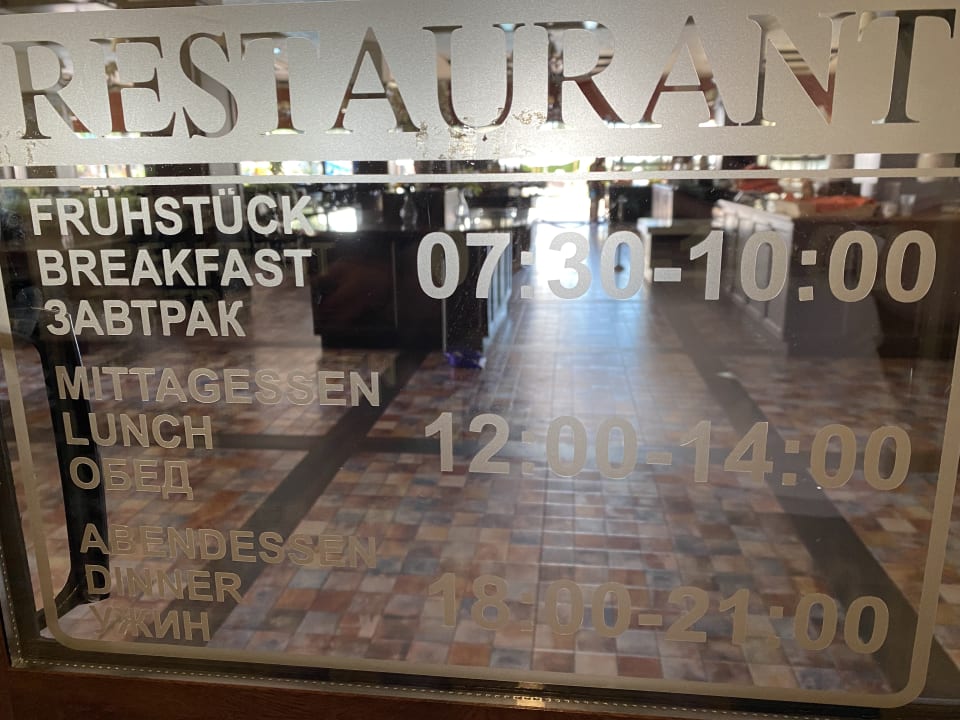 RESTAURANT
FRÜHSTÜCK
BREAKFAST 07:30-10:00
ЗАВТРАК
MITTAGESSEN
LUNCH 12:00-14:00
ОБЕД
ABENDESSEN
DINNER 18:00-21:00
УЖИН